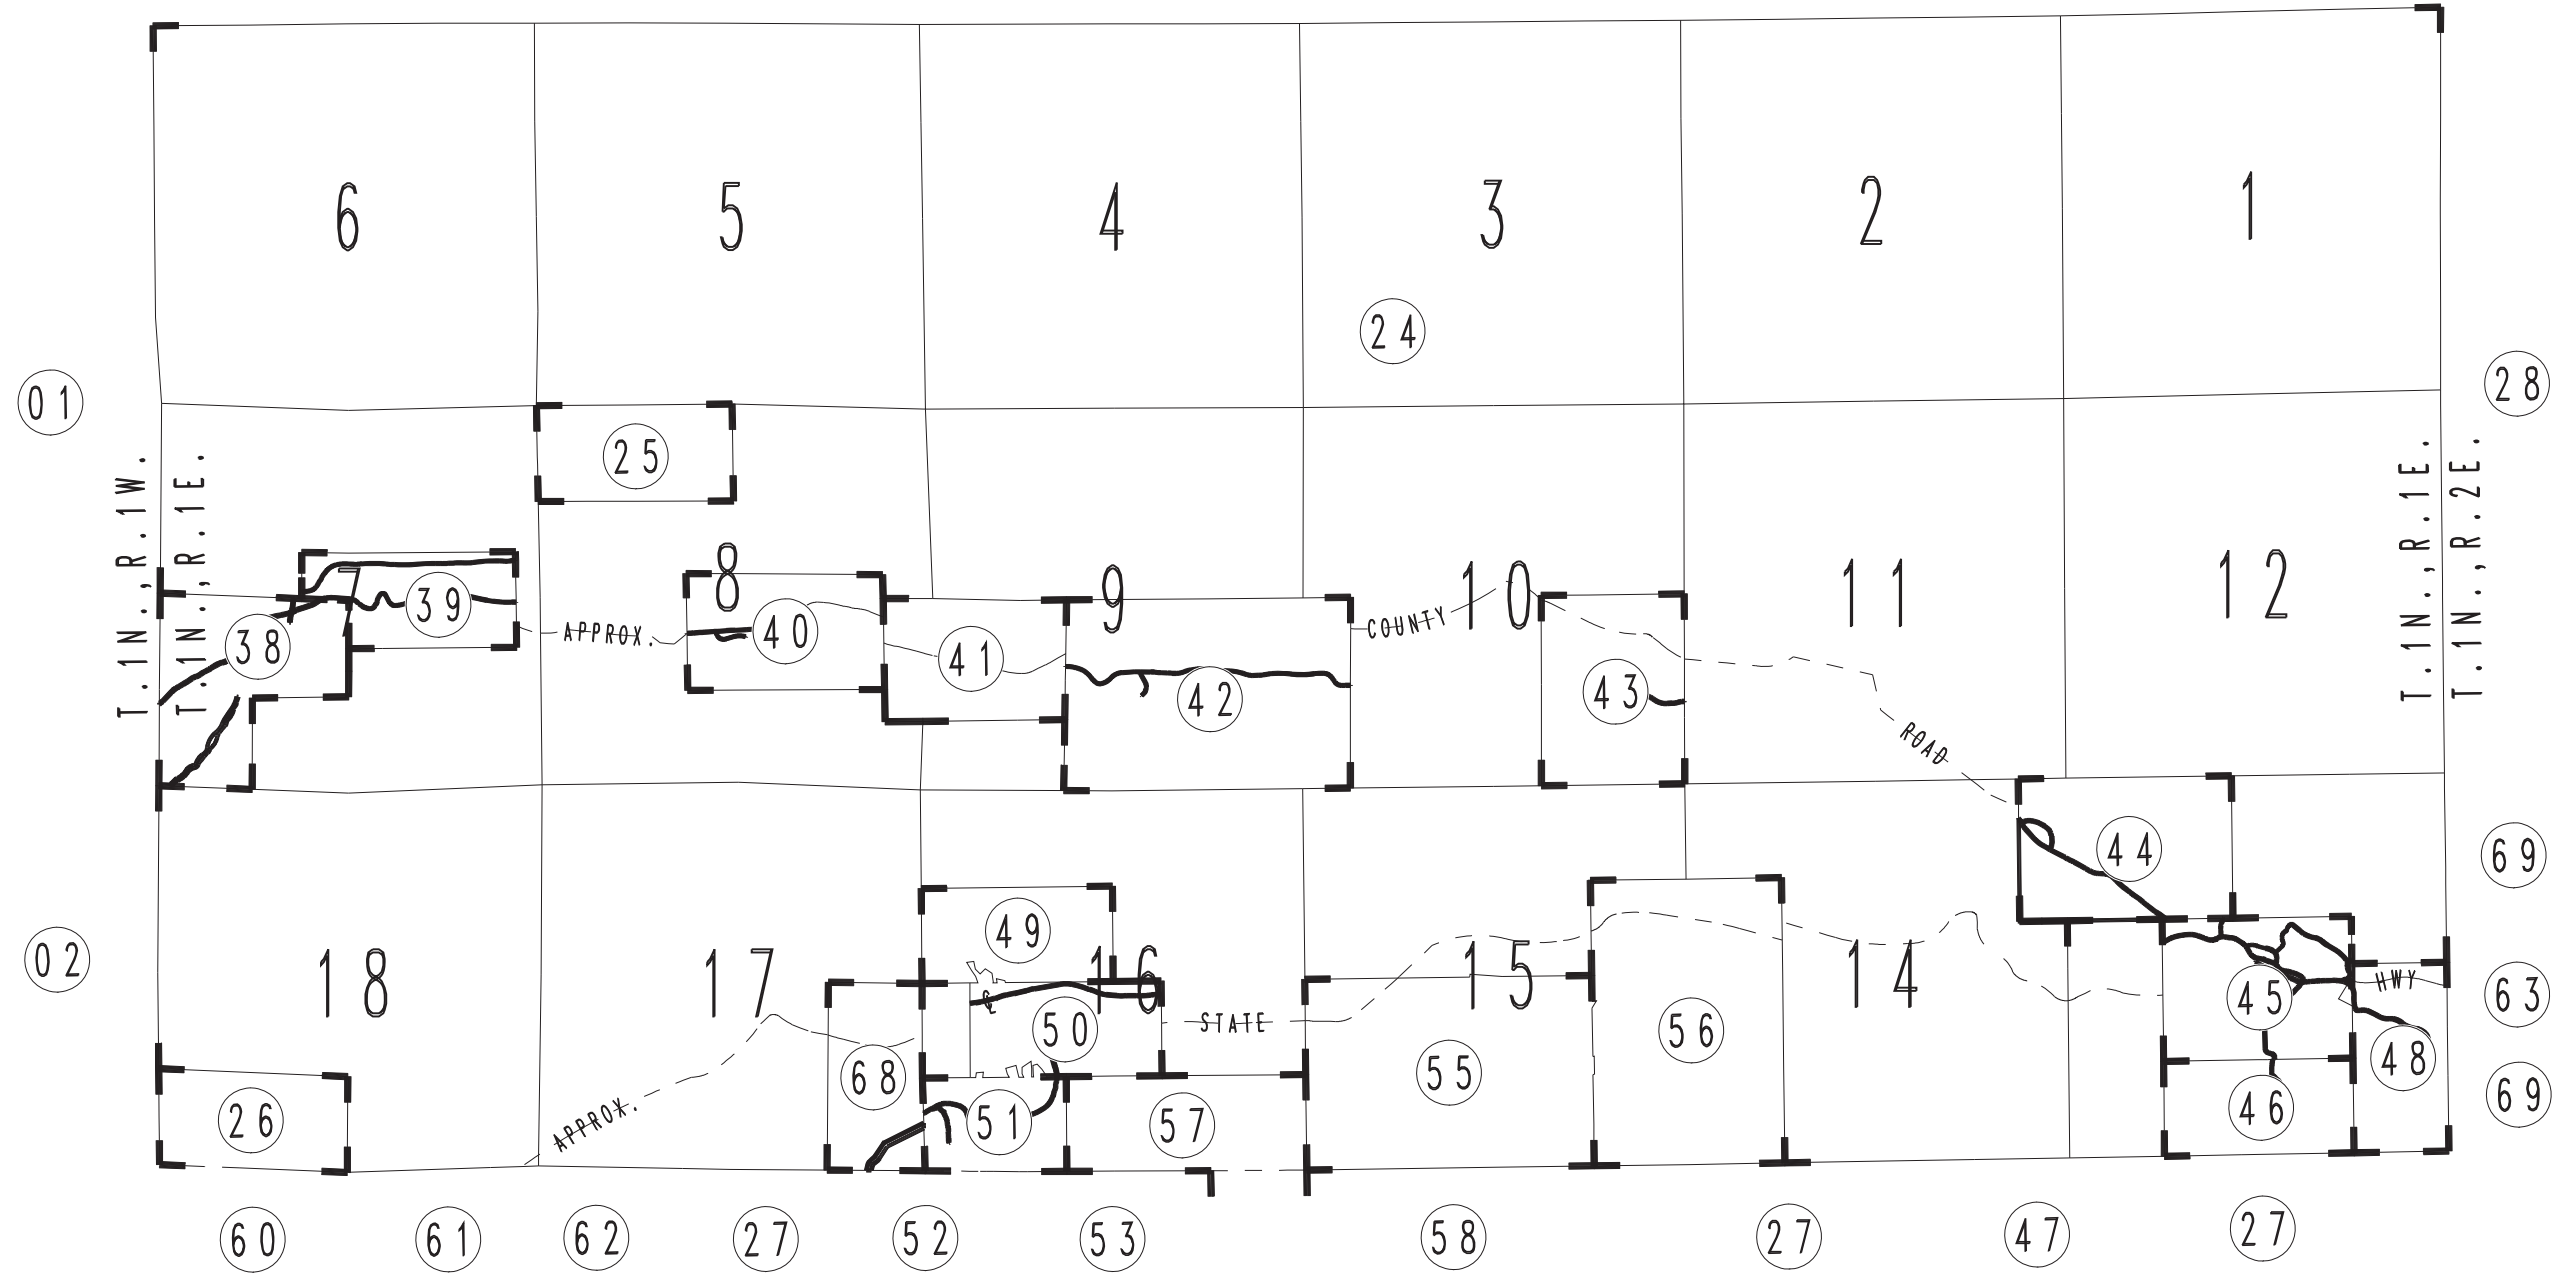 6 5 4 3 2 1
24
01 28
25
T.1N.,R.1W.
T.1N.,R.1E.
T.1N.,R.1E.
T.1N.,R.2E.
7 8 9 10 11 12
38 39 APPROX. 40 41 42 COUNTY 43 ROAD
44
69
02 18 17 49 16 15 14 45 HWY 63
℄
50 STATE 56
68 55 48
26 APPROX. 51 57 46 69
60 61 62 27 52 53 58 27 47 27